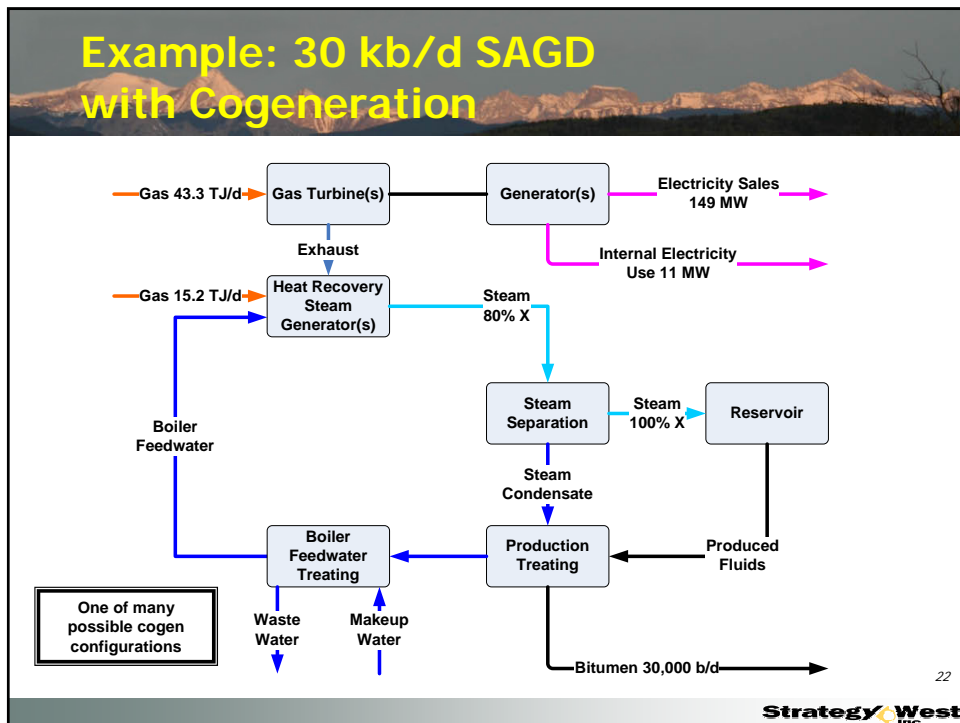 Example: 30 kb/d SAGD
with Cogeneration
Gas 43.3 TJ/d
Gas Turbine(s)
Generator(s)
Electricity Sales
149 MW
Exhaust
Internal Electricity
Use 11 MW
Gas 15.2 TJ/d
Heat Recovery
Steam
Generator(s)
Steam
80% X
Steam
Separation
Steam
100% X
Reservoir
Boiler
Feedwater
Steam
Condensate
Boiler
Feedwater
Treating
Production
Treating
Produced
Fluids
One of many
possible cogen
configurations
Waste
Water
Makeup
Water
Bitumen 30,000 b/d
22
Strategy West
Inc.